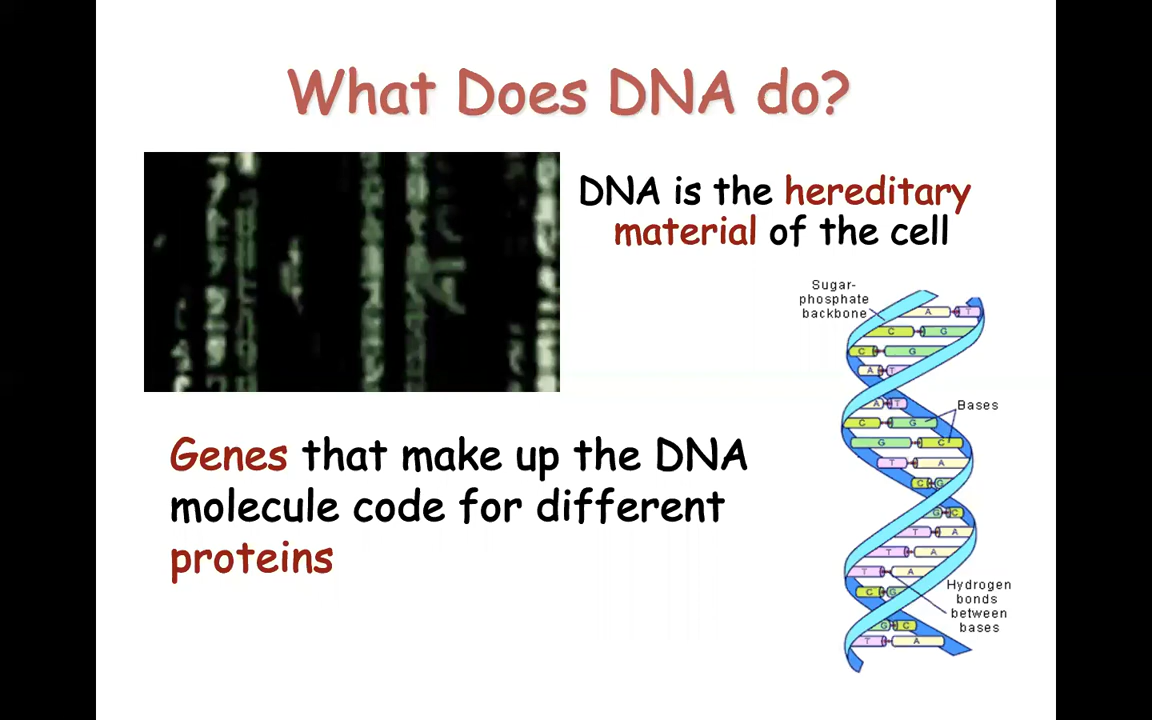 What Does DNA do?
DNA is the hereditary
material of the cell
Genes that make up the DNA
molecule code for different
proteins
Sugar-
phosphate
backbone
Bases
Hydrogen
bonds
between
bases
A T
C G
C G
A T
A T
C G
G C
T A
C G
G C
T A
T A
T A
C G
G C
T A